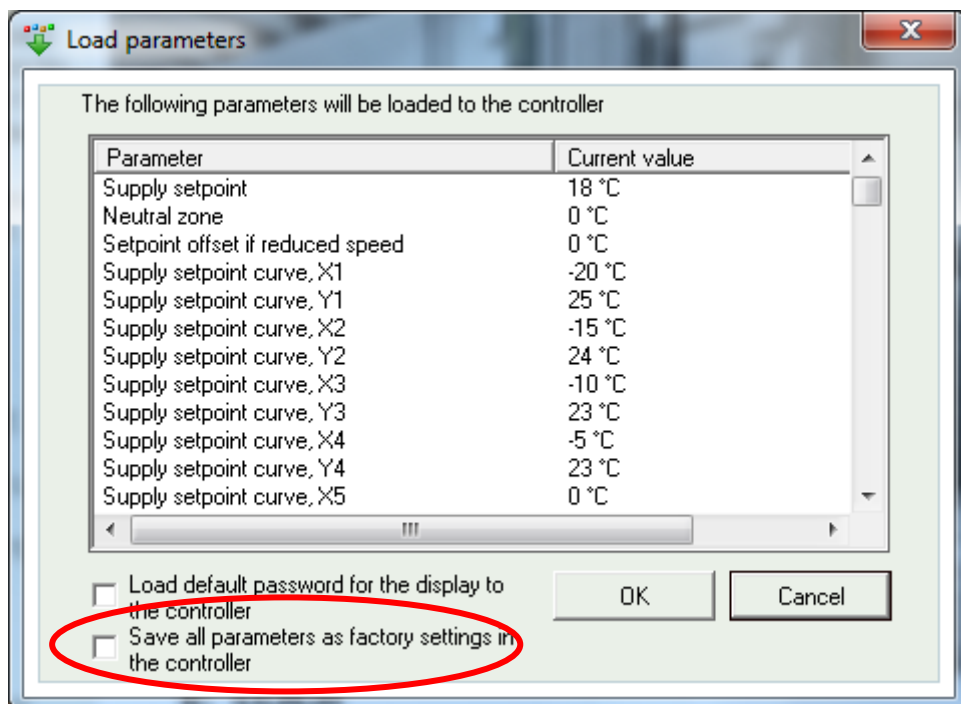 Load parameters
The following parameters will be loaded to the controller
Parameter Current value
Supply setpoint 18 °C
Neutral zone 0 °C
Setpoint offset if reduced speed 0 °C
Supply setpoint curve, X1 -20 °C
Supply setpoint curve, Y1 25 °C
Supply setpoint curve, X2 -15 °C
Supply setpoint curve, Y2 24 °C
Supply setpoint curve, X3 -10 °C
Supply setpoint curve, Y3 23 °C
Supply setpoint curve, X4 -5 °C
Supply setpoint curve, Y4 23 °C
Supply setpoint curve, X5 0 °C
Load default password for the display to
the controller
Save all parameters as factory settings in
the controller
OK Cancel